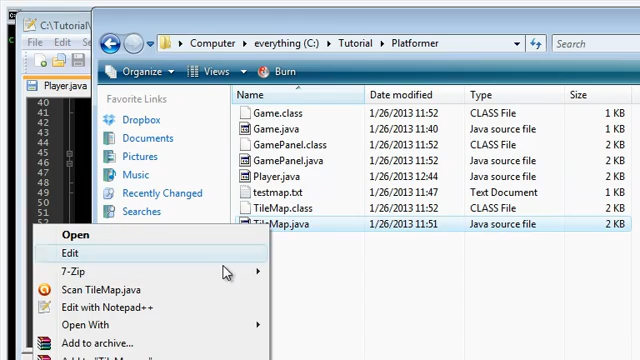 C:\Tutorial\
File Edit S
Player.java
40
41
42
43
44
45
46
47
48
49
50
51
52
Computer everything (C:) Tutorial Platformer Search
Organize Views Burn
Favorite Links
Dropbox
Documents
Pictures
Music
Recently Changed
Searches
Name Date modified Type Size
Game.class 1/26/2013 11:52 CLASS File 1 KB
Game.java 1/26/2013 11:40 Java source file 1 KB
GamePanel.class 1/26/2013 11:52 CLASS File 2 KB
GamePanel.java 1/26/2013 11:52 Java source file 2 KB
Player.java 1/26/2013 12:44 Java source file 1 KB
testmap.txt 1/26/2013 11:47 Text Document 1 KB
TileMap.class 1/26/2013 11:52 CLASS File 2 KB
TileMap.java 1/26/2013 11:51 Java source file 2 KB
Open
Edit
7-Zip
Scan TileMap.java
Edit with Notepad++
Open With
Add to archive...